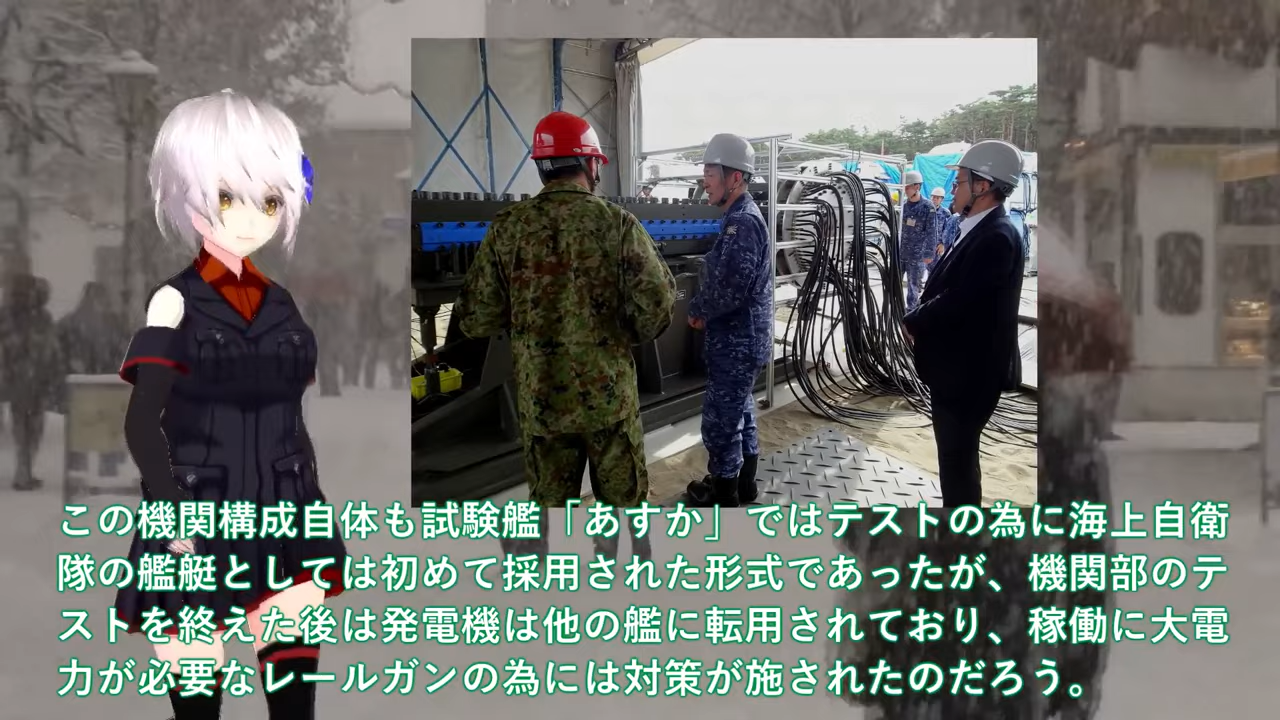 この機関構成自体も試験艦「あすか」ではテストの為に海上自衛
隊の艦艇としては初めて採用された形式であったが、機関部のテ
ストを終えた後は発電機は他の艦に転用されており、稼働に大電
力が必要なレールガンの為には対策が施されたのだろう。